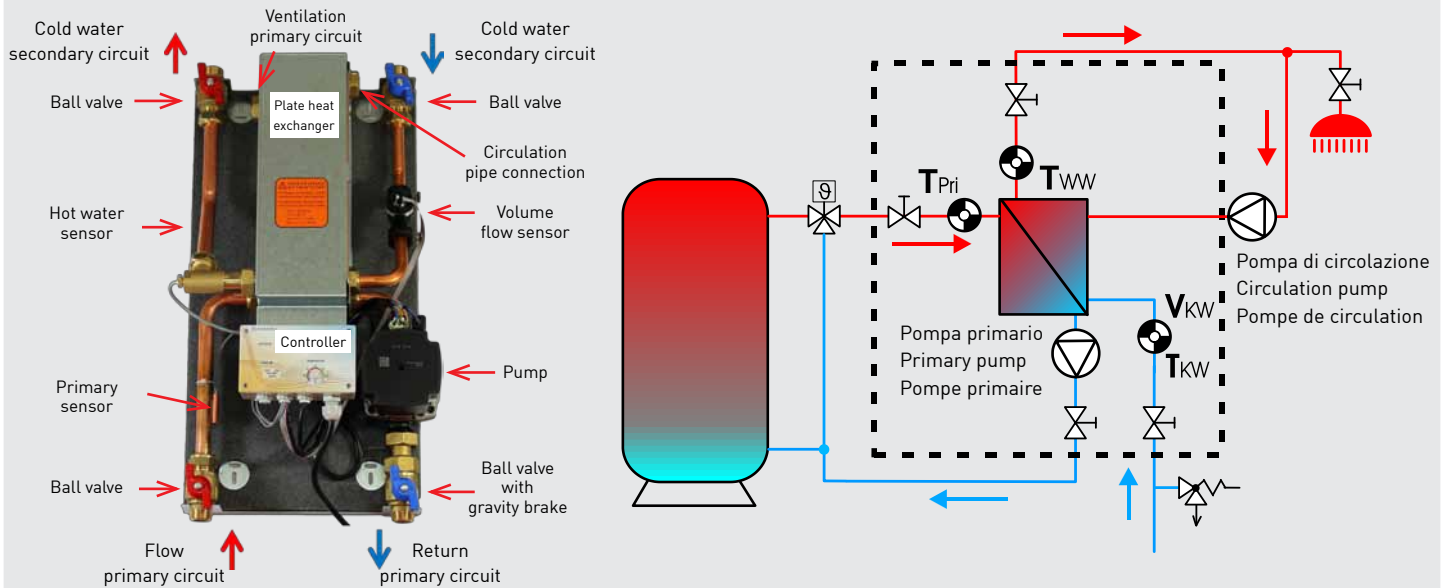 Cold water
secondary circuit
Ventilation
primary circuit
Cold water
secondary circuit
Ball valve
Plate heat
exchanger
Ball valve
Circulation
pipe connection
Hot water
sensor
Volume
flow sensor
Controller
Primary
sensor
Pump
Ball valve
Ball valve
with
gravity brake
Flow
primary circuit
Return
primary circuit
ϑ
TPri
TWW
Pompa di circolazione
Circulation pump
Pompe de circulation
Pompa primario
Primary pump
Pompe primaire
VKW
TKW